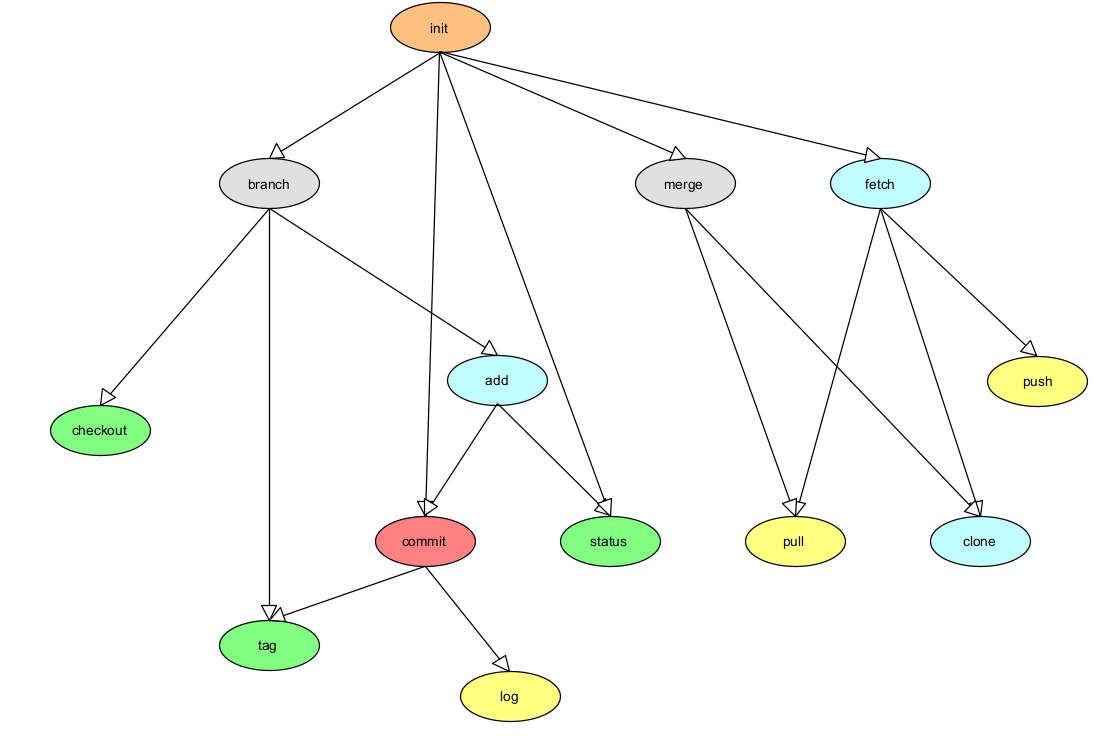 init
branch
merge
fetch
add
push
checkout
commit
status
pull
clone
tag
log